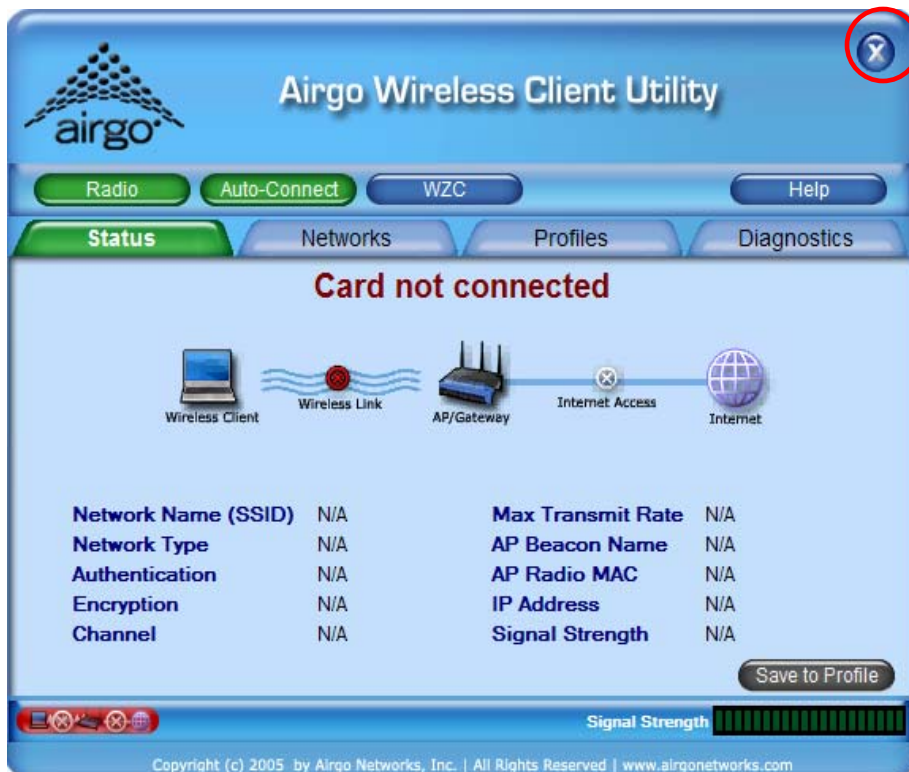 airgo
Airgo Wireless Client Utility
X
Radio Auto-Connect WZC Help
Status Networks Profiles Diagnostics
Card not connected
Wireless Client Wireless Link AP/Gateway Internet Access Internet
Network Name (SSID) N/A Max Transmit Rate N/A
Network Type N/A AP Beacon Name N/A
Authentication N/A AP Radio MAC N/A
Encryption N/A IP Address N/A
Channel N/A Signal Strength N/A
Save to Profile
Signal Strength
Copyright (c) 2005 by Airgo Networks, Inc. | All Rights Reserved | www.airgonetworks.com